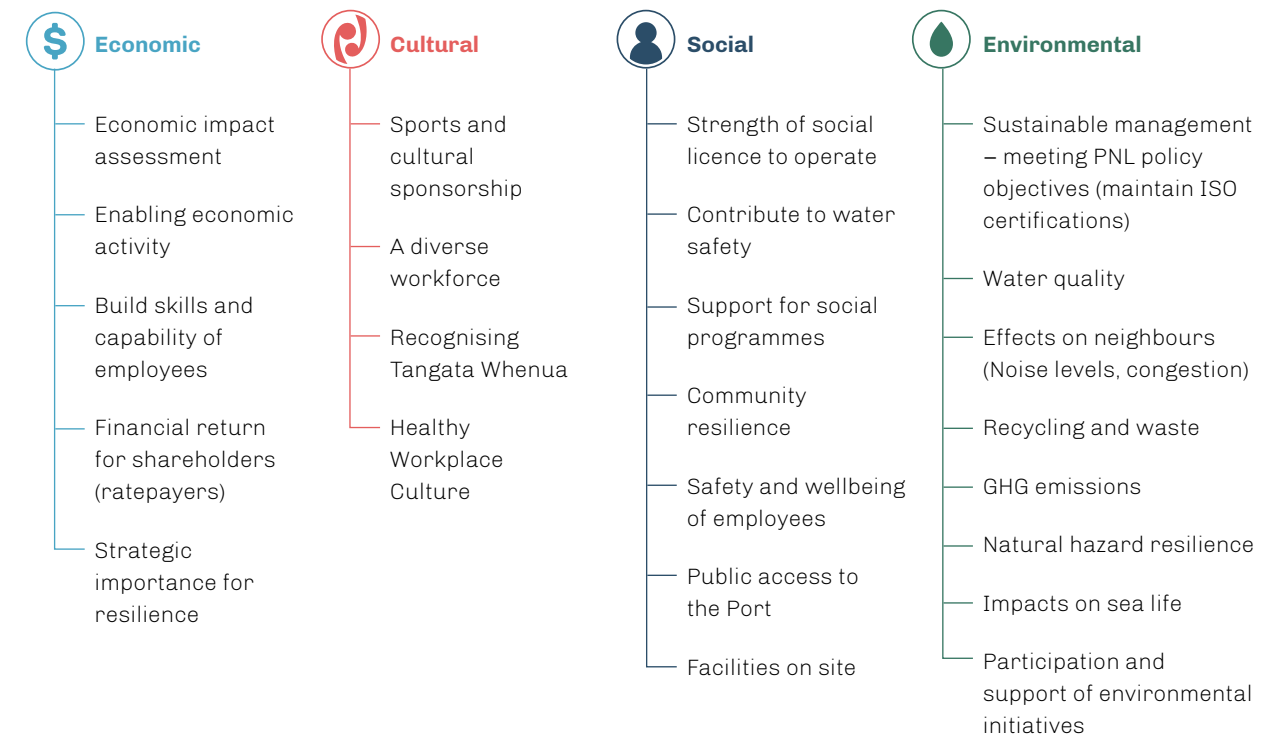 $
Economic
Economic impact
assessment
Enabling economic
activity
Build skills and
capability of
employees
Financial return
for shareholders
(ratepayers)
Strategic
importance for
resilience
Cultural
Sports and
cultural
sponsorship
A diverse
workforce
Recognising
Tangata Whenua
Healthy
Workplace
Culture
Social
Strength of social
licence to operate
Contribute to water
safety
Support for social
programmes
Community
resilience
Safety and wellbeing
of employees
Public access to
the Port
Facilities on site
Environmental
Sustainable management
– meeting PNL policy
objectives (maintain ISO
certifications)
Water quality
Effects on neighbours
(Noise levels, congestion)
Recycling and waste
GHG emissions
Natural hazard resilience
Impacts on sea life
Participation and
support of environmental
initiatives